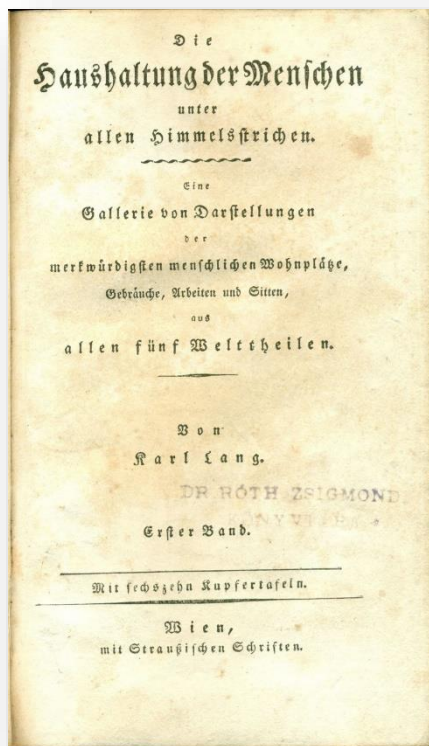 Die
Haushaltung der Menschen
unter
allen Himmelsstrichen.
Eine
Gallerie von Darstellungen
der
merkwürdigsten menschlichen Wohnplätze,
Gebräuche, Arbeiten und Sitten,
aus
allen fünf Welttheilen.
Von
Karl Lang.
DR RÓTH ZSIGMOND
Erster Band.
Mit sechszehn Kupfertafeln.
Wien,
mit Straußischen Schriften.